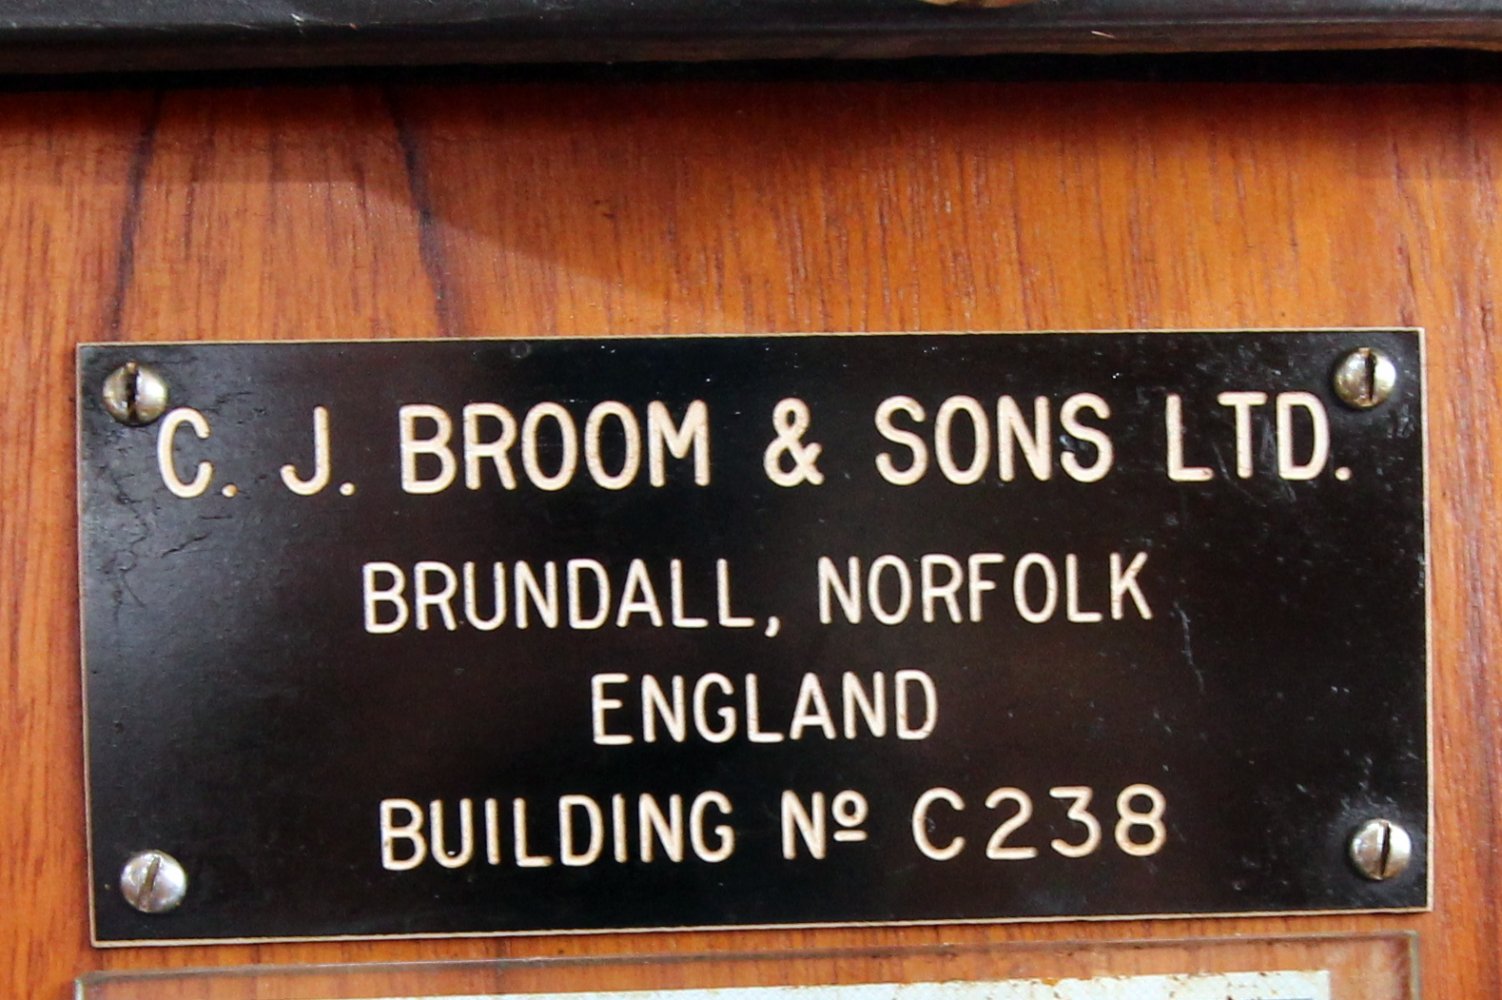 C. J. BROOM & SONS LTD.
BRUNDALL, NORFOLK
ENGLAND
BUILDING Nº C238